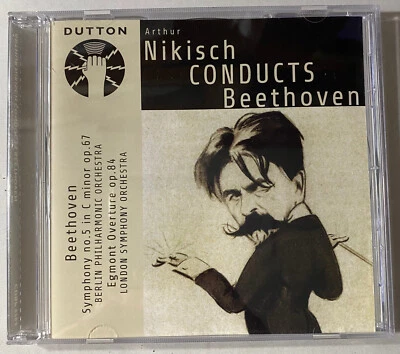 DUTTON
Arthur
Nikisch
CONDUCTS
Beethoven
Beethoven
Symphony no.5 in C minor op.67
BERLIN PHILHARMONIC ORCHESTRA
Egmont Overture op.84
LONDON SYMPHONY ORCHESTRA